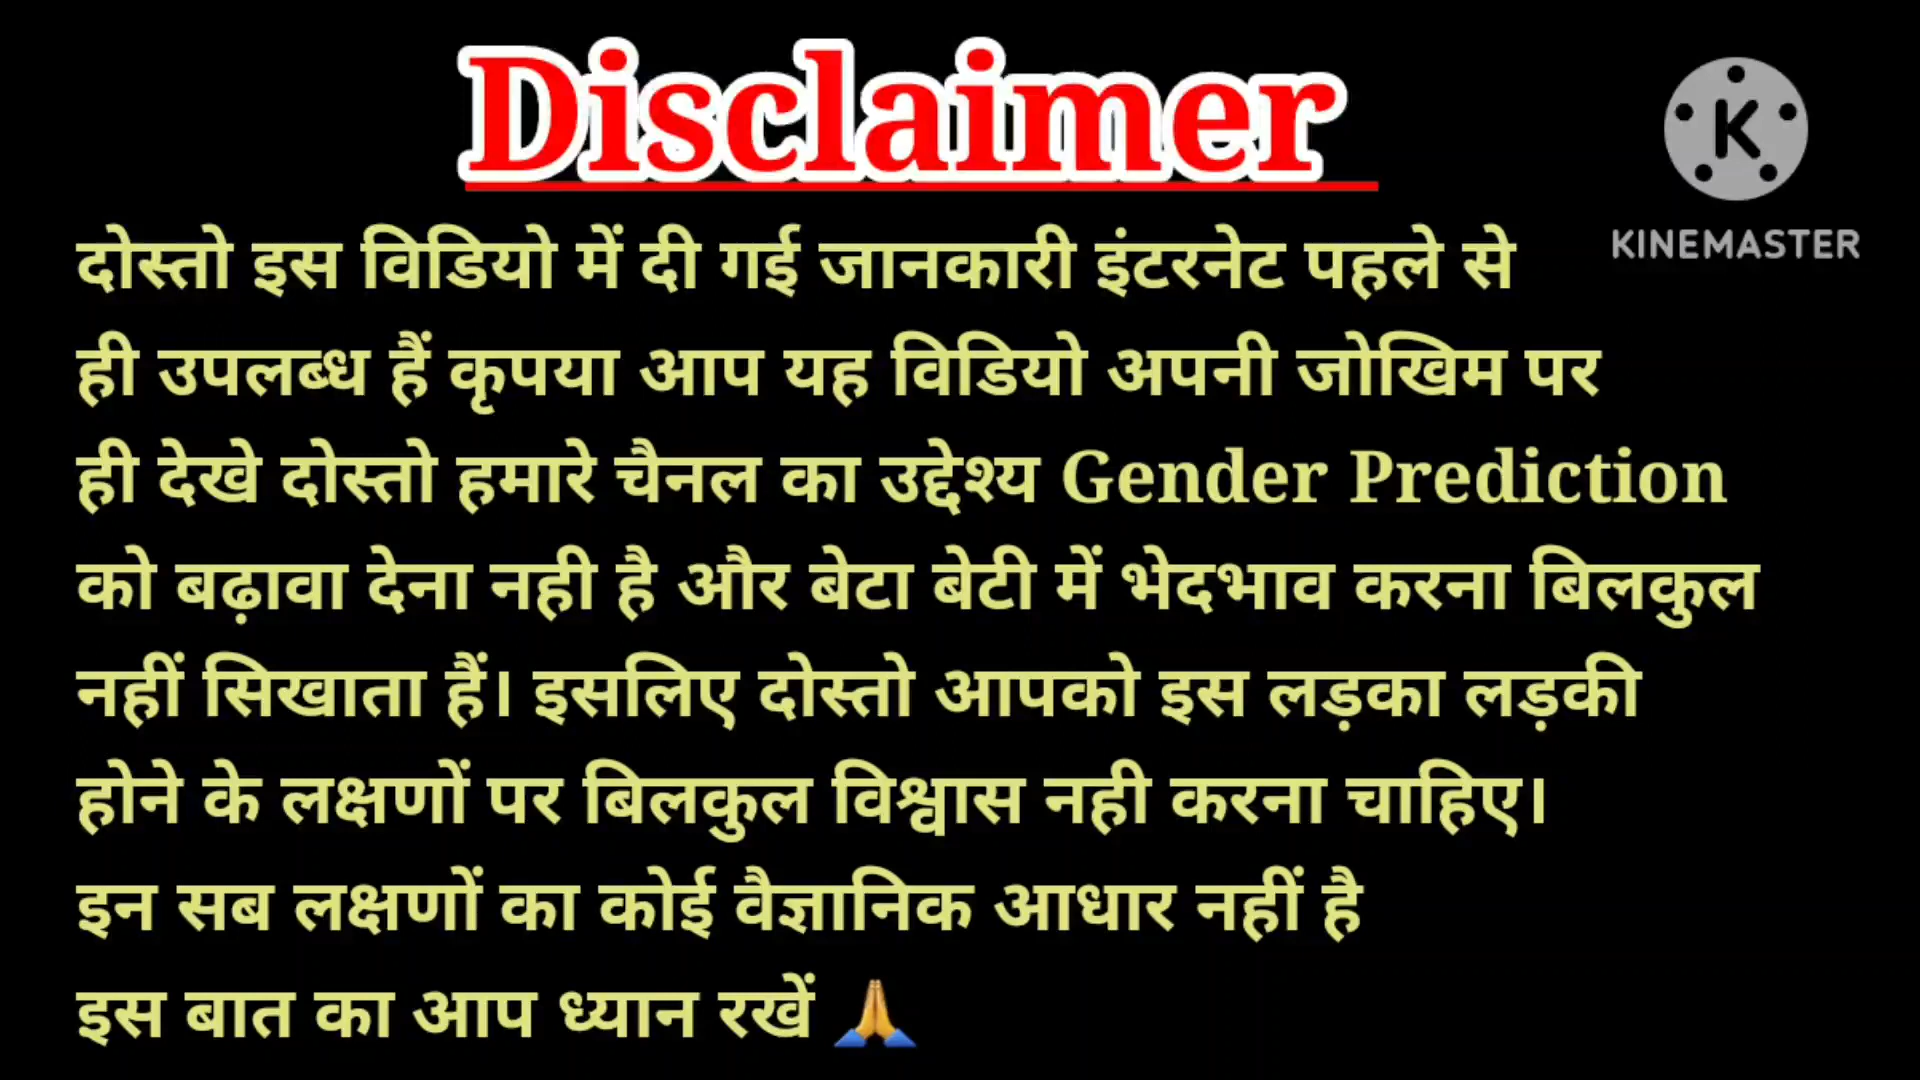 Disclaimer
KINEMASTER
दोस्तो इस विडियो में दी गई जानकारी इंटरनेट पहले से
ही उपलब्ध हैं कृपया आप यह विडियो अपनी जोखिम पर
ही देखे दोस्तो हमारे चैनल का उद्देश्य Gender Prediction
को बढ़ावा देना नही है और बेटा बेटी में भेदभाव करना बिलकुल
नहीं सिखाता हैं। इसलिए दोस्तो आपको इस लड़का लड़की
होने के लक्षणों पर बिलकुल विश्वास नही करना चाहिए।
इन सब लक्षणों का कोई वैज्ञानिक आधार नहीं है
इस बात का आप ध्यान रखें 🙏